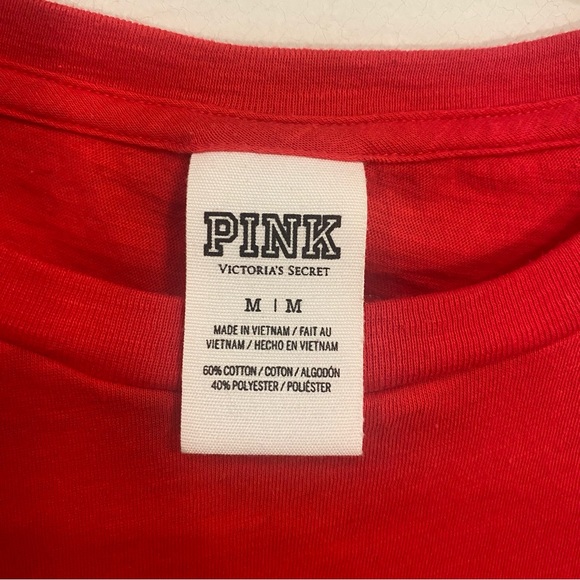 PINK
VICTORIA'S SECRET
M | M
MADE IN VIETNAM / FAIT AU
VIETNAM / HECHO EN VIETNAM
60% COTTON / COTON / ALGODÓN
40% POLYESTER / POLIÉSTER